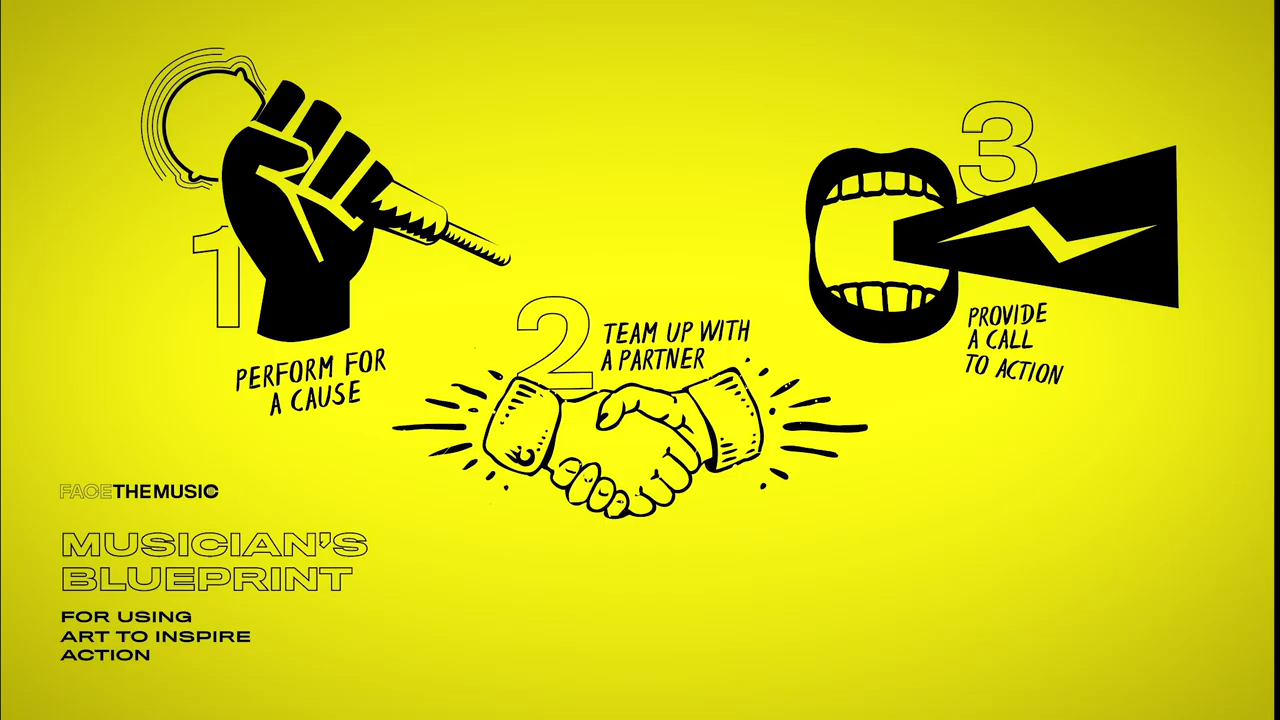 1
PERFORM FOR
A CAUSE
2
TEAM UP WITH
A PARTNER
3
PROVIDE
A CALL
TO ACTION
FACETHEMUSIC
MUSICIAN'S
BLUEPRINT
FOR USING
ART TO INSPIRE
ACTION